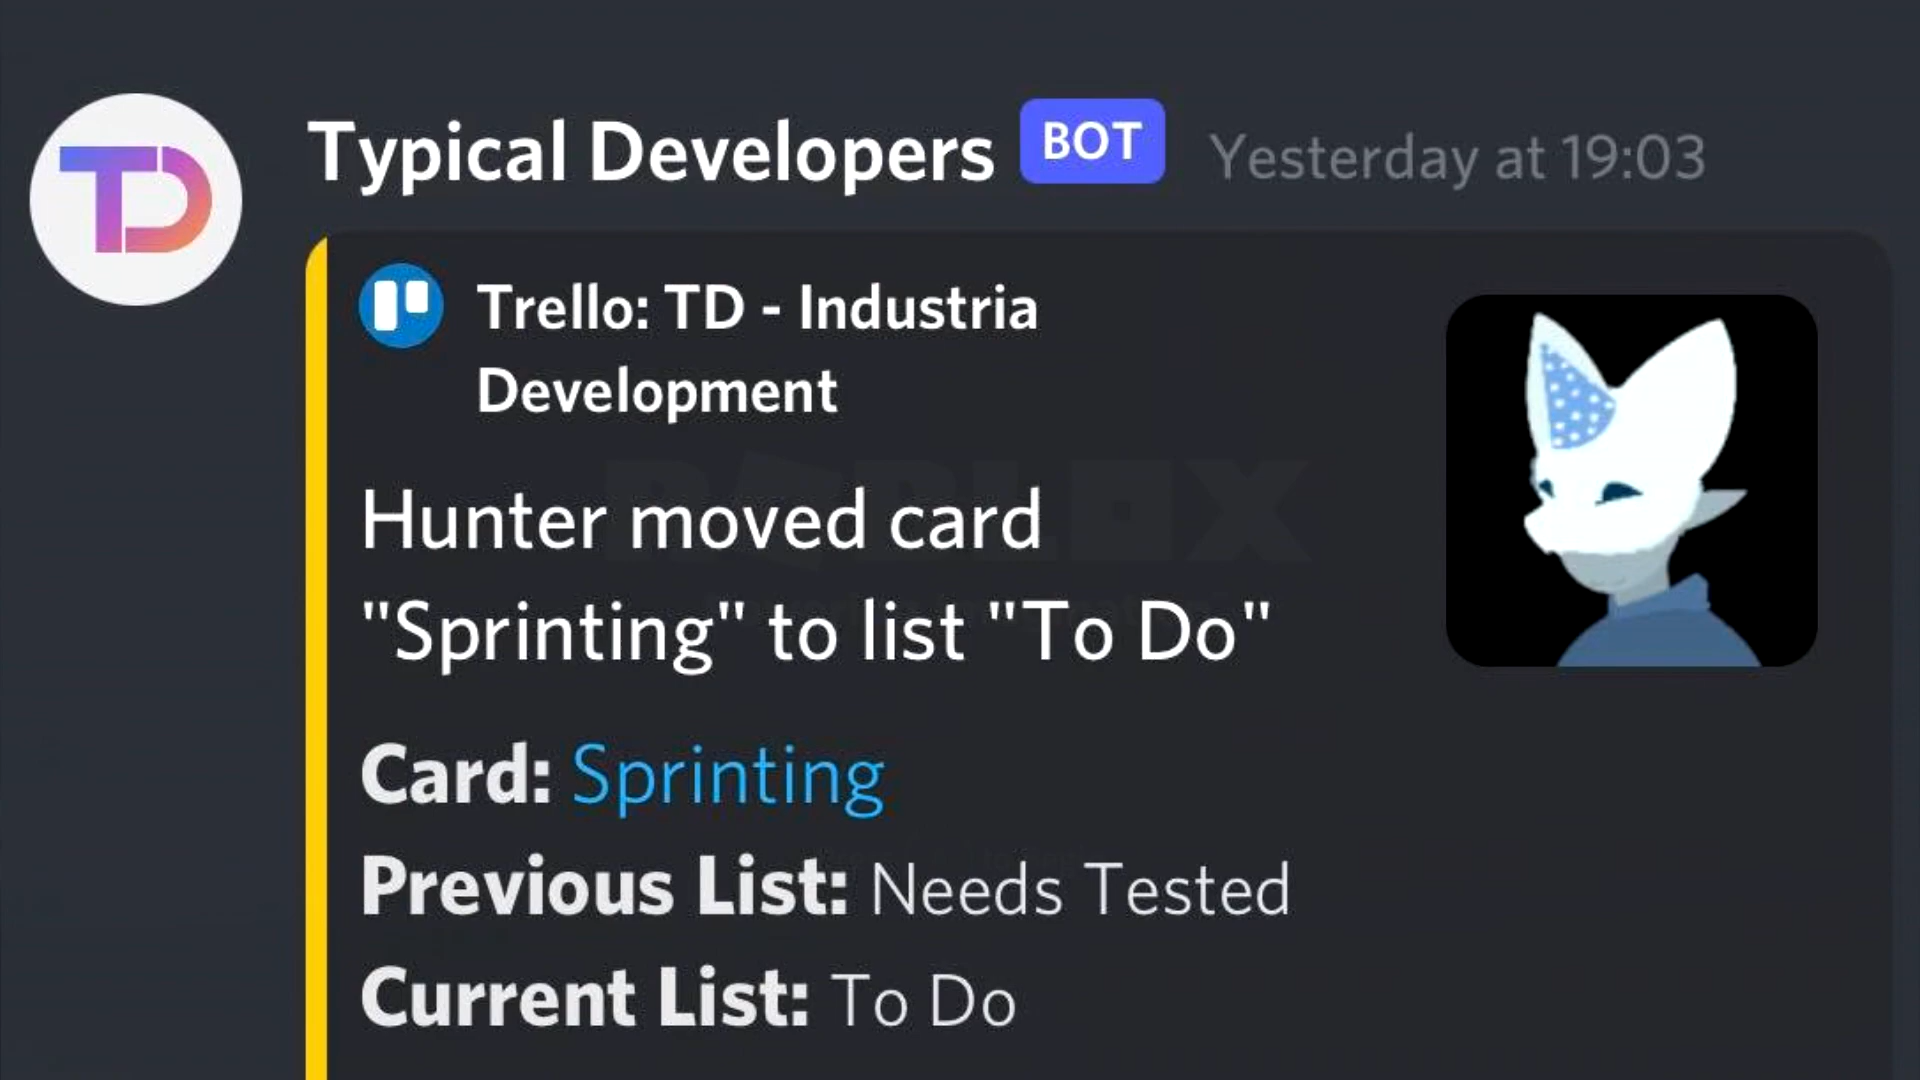 TD
Typical Developers BOT Yesterday at 19:03
Trello: TD - Industria
Development
Hunter moved card
"Sprinting" to list "To Do"
Card: Sprinting
Previous List: Needs Tested
Current List: To Do
ROBLOX